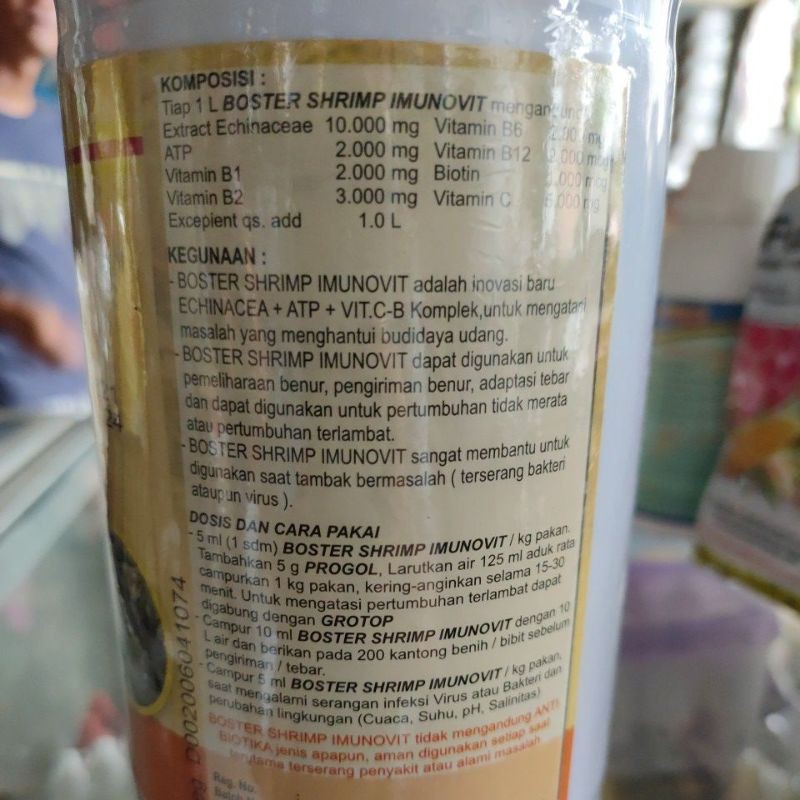 KOMPOSISI :
Tiap 1 L BOSTER SHRIMP IMUNOVIT mengandung
Extract Echinaceae 10.000 mg Vitamin B6 mg
ATP 2.000 mg Vitamin B12 mcg
Vitamin B1 2.000 mg Biotin .000 mcg
Vitamin B2 3.000 mg Vitamin C .000 mg
Excepient qs. add 1.0 L
KEGUNAAN :
- BOSTER SHRIMP IMUNOVIT adalah inovasi baru
ECHINACEA + ATP + VIT.C-B Komplek,untuk mengatasi
masalah yang menghantui budidaya udang.
- BOSTER SHRIMP IMUNOVIT dapat digunakan untuk
pemeliharaan benur, pengiriman benur, adaptasi tebar
dan dapat digunakan untuk pertumbuhan tidak merata
atau pertumbuhan terlambat.
- BOSTER SHRIMP IMUNOVIT sangat membantu untuk
digunakan saat tambak bermasalah ( terserang bakteri
ataupun virus ).
DOSIS DAN CARA PAKAI
- 5 ml (1 sdm) BOSTER SHRIMP IMUNOVIT / kg pakan.
Tambahkan 5 g PROGOL, Larutkan air 125 ml aduk rata
campurkan 1 kg pakan, kering-anginkan selama 15-30
menit. Untuk mengatasi pertumbuhan terlambat dapat
digabung dengan GROTOP
- Campur 10 ml BOSTER SHRIMP IMUNOVIT dengan 10
L air dan berikan pada 200 kantong benih / bibit sebelum
pengiriman / tebar.
- Campur 5 ml BOSTER SHRIMP IMUNOVIT / kg pakan,
saat mengalami serangan infeksi Virus atau Bakteri dan
perubahan lingkungan (Cuaca, Suhu, pH, Salinitas)
BOSTER SHRIMP IMUNOVIT tidak mengandung ANTI
BIOTIKA jenis apapun, aman digunakan setiap saat
terutama terserang penyakit atau alami masalah
Reg. No.
D002006041074